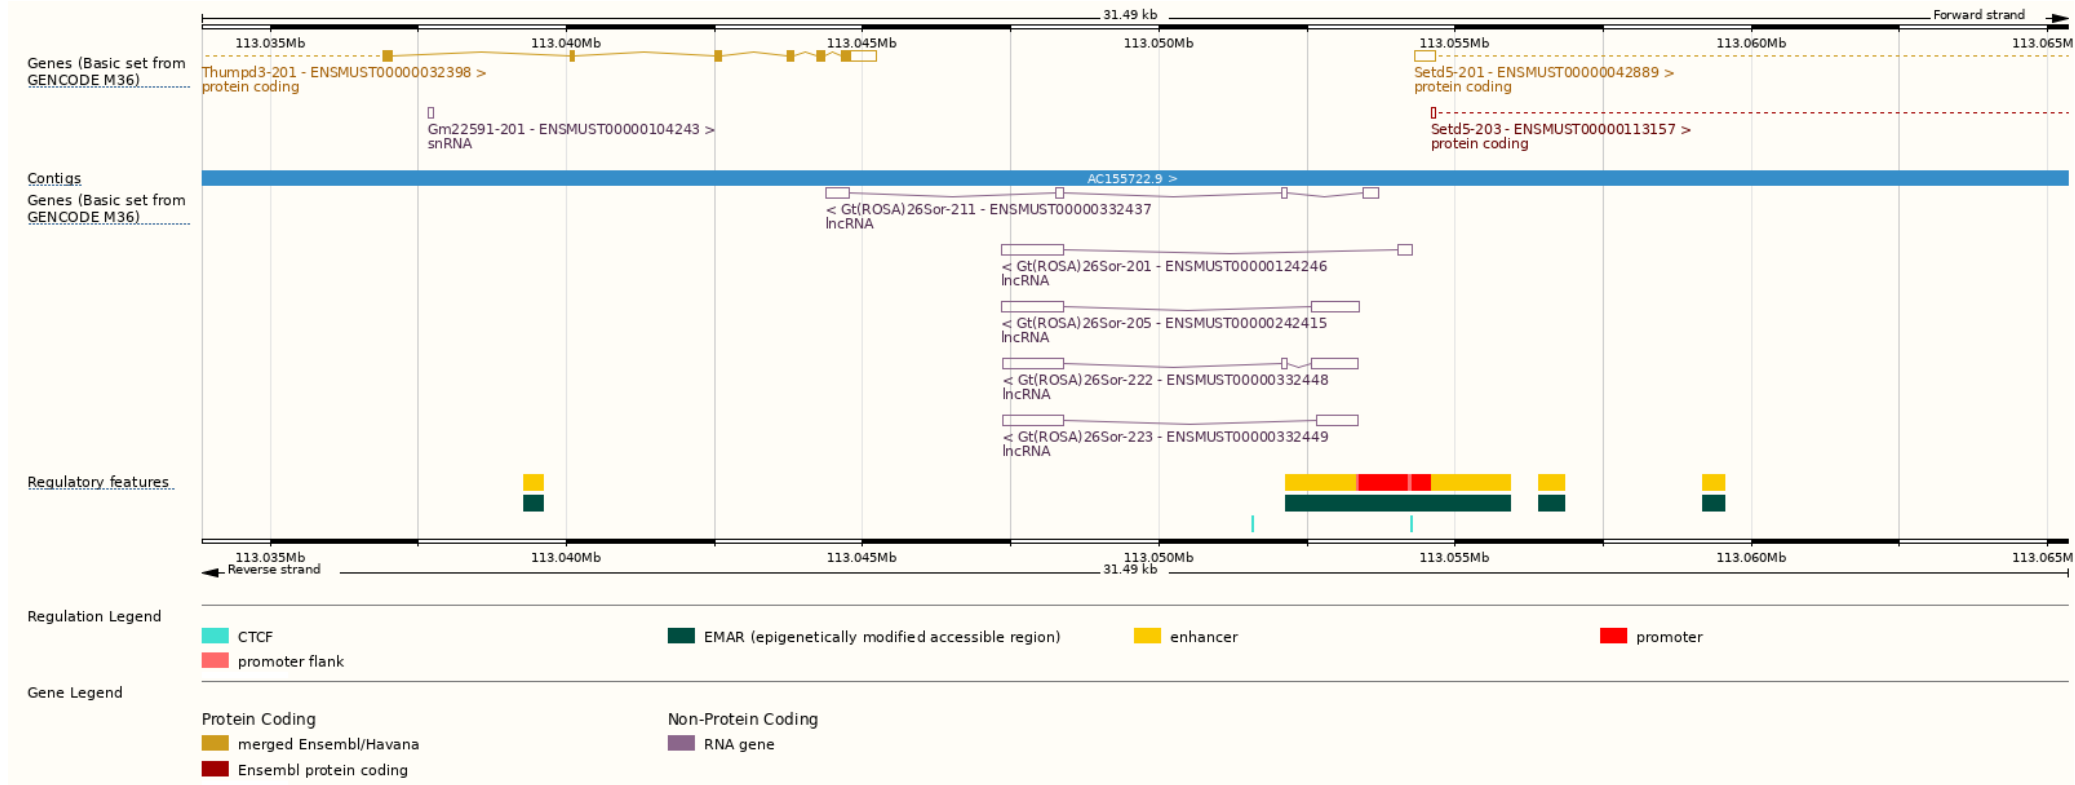 31.49 kb Forward strand
113.035Mb 113.040Mb 113.045Mb 113.050Mb 113.055Mb 113.060Mb 113.065M
Genes (Basic set from
GENCODE M36)
Thumpd3-201 - ENSMUST00000032398 >
protein coding
Setd5-201 - ENSMUST00000042889 >
protein coding
Gm22591-201 - ENSMUST00000104243 >
snRNA
Setd5-203 - ENSMUST00000113157 >
protein coding
Contigs AC155722.9 >
Genes (Basic set from
GENCODE M36)
< Gt(ROSA)26Sor-211 - ENSMUST00000332437
lncRNA
< Gt(ROSA)26Sor-201 - ENSMUST00000124246
lncRNA
< Gt(ROSA)26Sor-205 - ENSMUST00000242415
lncRNA
< Gt(ROSA)26Sor-222 - ENSMUST00000332448
lncRNA
< Gt(ROSA)26Sor-223 - ENSMUST00000332449
lncRNA
Regulatory features
113.035Mb 113.040Mb 113.045Mb 113.050Mb 113.055Mb 113.060Mb 113.065M
Reverse strand 31.49 kb
Regulation Legend
CTCF EMAR (epigenetically modified accessible region) enhancer promoter
promoter flank
Gene Legend
Protein Coding Non-Protein Coding
merged Ensembl/Havana RNA gene
Ensembl protein coding